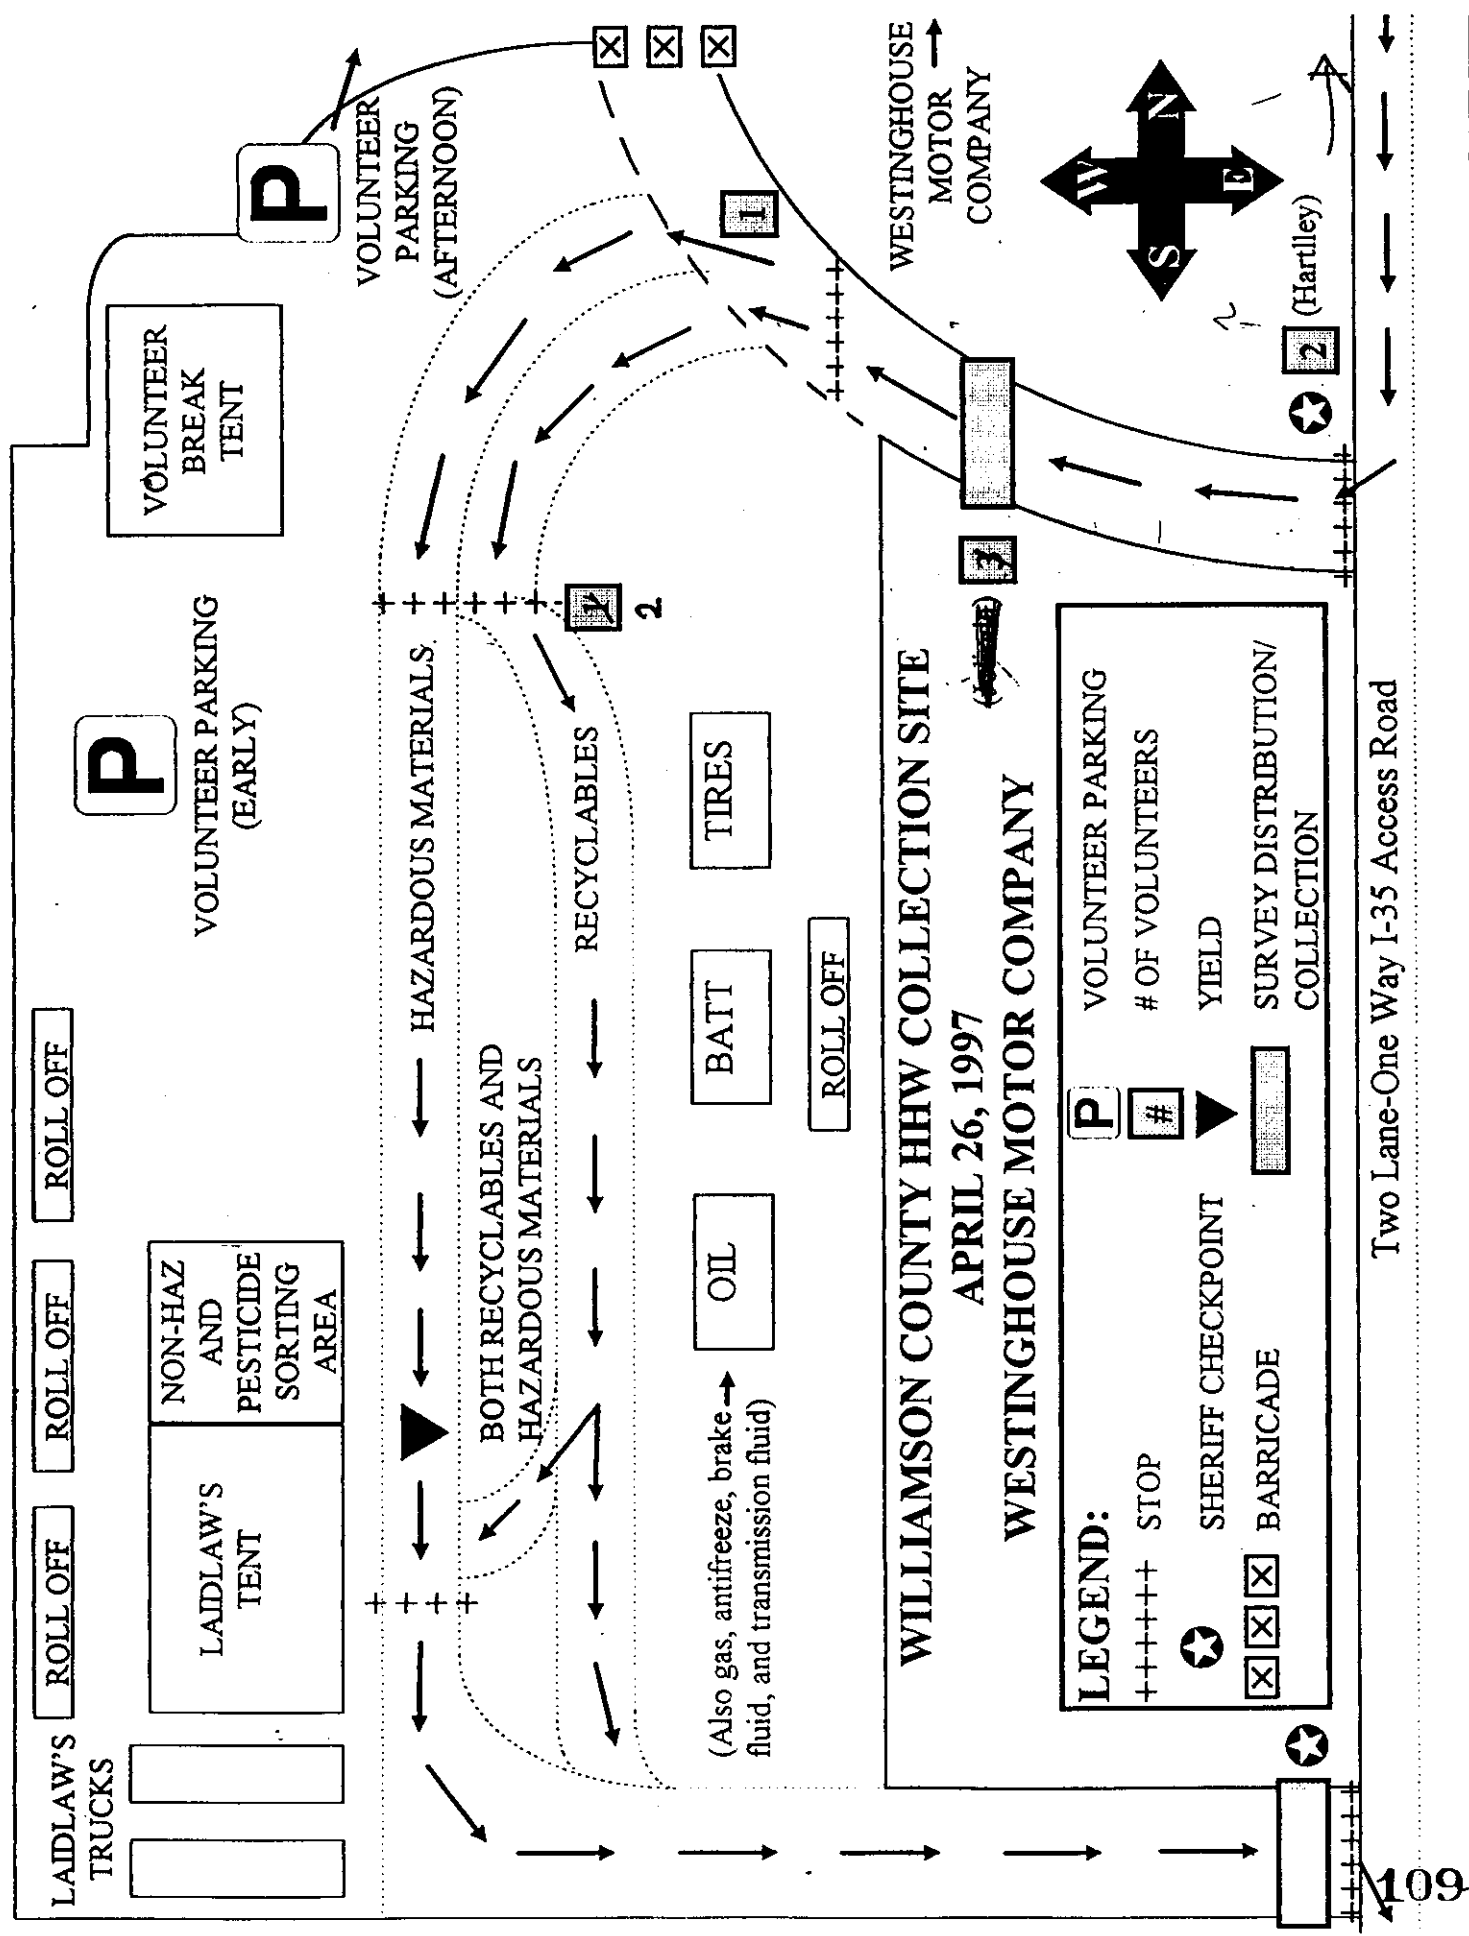 LAIDLAW'S
TRUCKS
ROLL OFF
ROLL OFF
ROLL OFF
LAIDLAW'S
TENT
NON-HAZ
AND
PESTICIDE
SORTING
AREA
P
VOLUNTEER PARKING
(EARLY)
VOLUNTEER
BREAK
TENT
P
VOLUNTEER
PARKING
(AFTERNOON)
HAZARDOUS MATERIALS
BOTH RECYCLABLES AND
HAZARDOUS MATERIALS
RECYCLABLES
2
1
OIL
BATT
TIRES
(Also gas, antifreeze, brake
fluid, and transmission fluid)
ROLL OFF
WESTINGHOUSE
MOTOR
COMPANY
WILLIAMSON COUNTY HHW COLLECTION SITE
APRIL 26, 1997
WESTINGHOUSE MOTOR COMPANY
3
W
S
N
E
2
(Hartlley)
LEGEND:
STOP
SHERIFF CHECKPOINT
BARRICADE
P
VOLUNTEER PARKING
#
# OF VOLUNTEERS
YIELD
SURVEY DISTRIBUTION/
COLLECTION
Two Lane-One Way I-35 Access Road
109